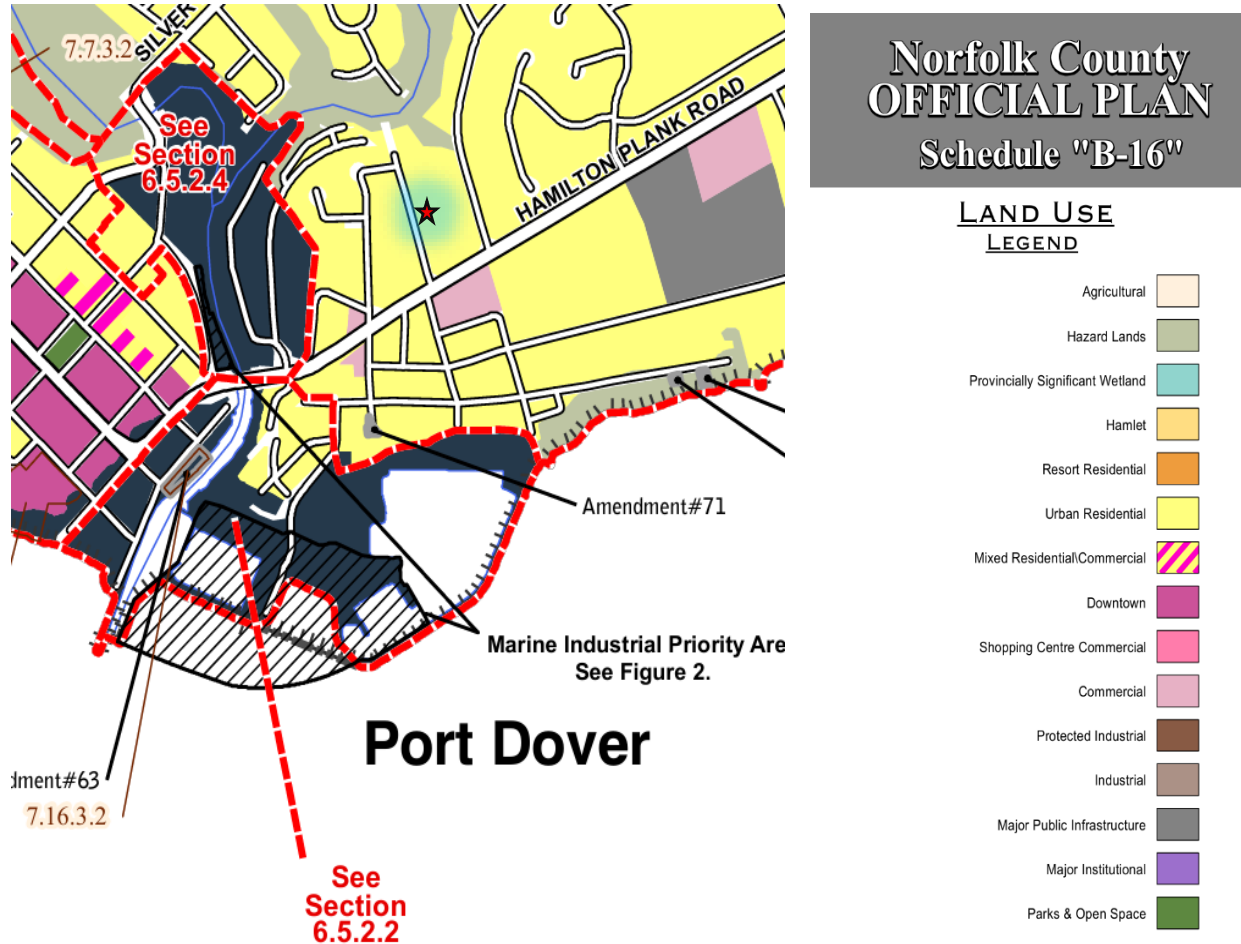 7.7.3.2
SILVER
See
Section
6.5.2.4
HAMILTON PLANK ROAD
Amendment#71
Marine Industrial Priority Are
See Figure 2.
Port Dover
dment#63
7.16.3.2
See
Section
6.5.2.2
Norfolk County
OFFICIAL PLAN
Schedule "B-16"
LAND USE
LEGEND
Agricultural
Hazard Lands
Provincially Significant Wetland
Hamlet
Resort Residential
Urban Residential
Mixed Residential\Commercial
Downtown
Shopping Centre Commercial
Commercial
Protected Industrial
Industrial
Major Public Infrastructure
Major Institutional
Parks & Open Space